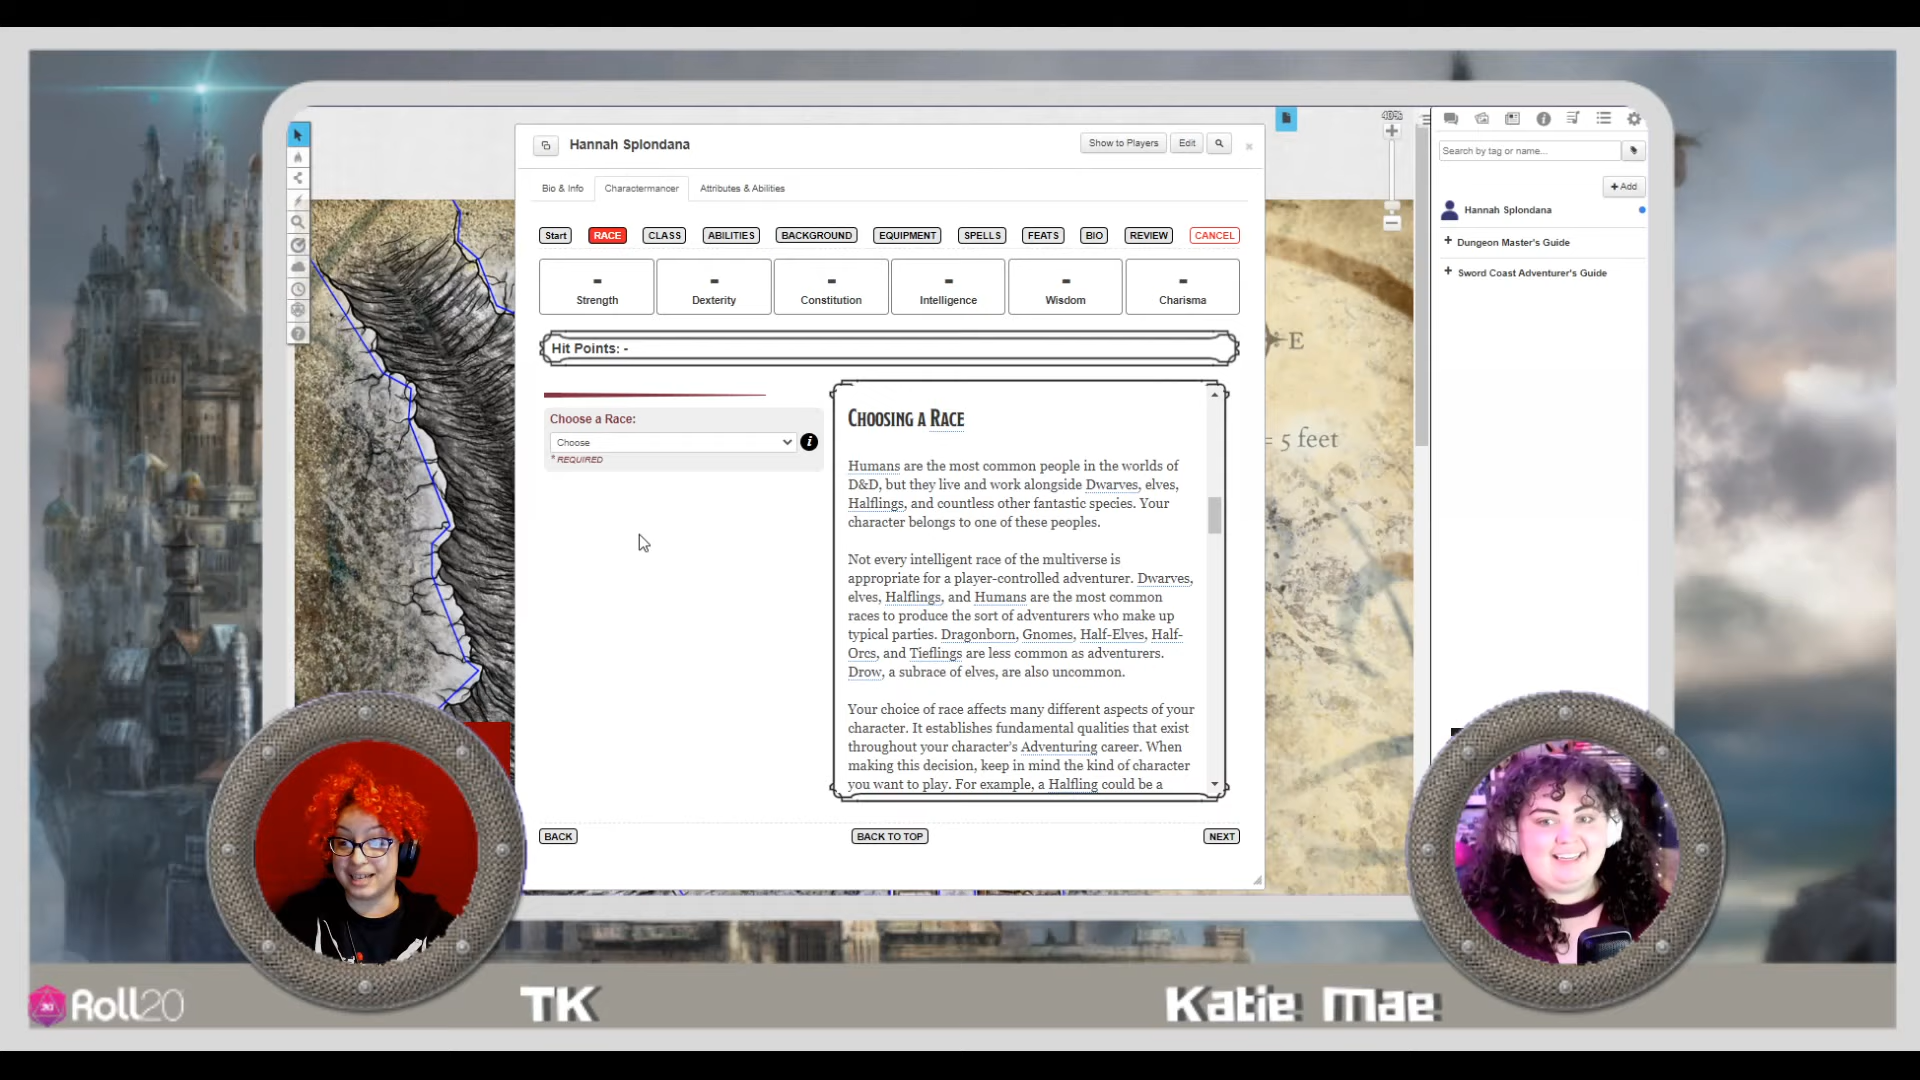 Hannah Splondana
Show to Players
Edit
Bio & Info
Charactermancer
Attributes & Abilities
Start
RACE
CLASS
ABILITIES
BACKGROUND
EQUIPMENT
SPELLS
FEATS
BIO
REVIEW
CANCEL
-
Strength
-
Dexterity
-
Constitution
-
Intelligence
-
Wisdom
-
Charisma
Hit Points: -
Choose a Race:
Choose
* REQUIRED
CHOOSING A RACE
Humans are the most common people in the worlds of
D&D, but they live and work alongside Dwarves, elves,
Halflings, and countless other fantastic species. Your
character belongs to one of these peoples.
Not every intelligent race of the multiverse is
appropriate for a player-controlled adventurer. Dwarves,
elves, Halflings, and Humans are the most common
races to produce the sort of adventurers who make up
typical parties. Dragonborn, Gnomes, Half-Elves, Half-
Orcs, and Tieflings are less common as adventurers.
Drow, a subrace of elves, are also uncommon.
Your choice of race affects many different aspects of your
character. It establishes fundamental qualities that exist
throughout your character's Adventuring career. When
making this decision, keep in mind the kind of character
you want to play. For example, a Halfling could be a
BACK
BACK TO TOP
NEXT
E
= 5 feet
40%
Search by tag or name...
+ Add
Hannah Splondana
+ Dungeon Master's Guide
+ Sword Coast Adventurer's Guide
20
Roll20
TK
Katie Mae